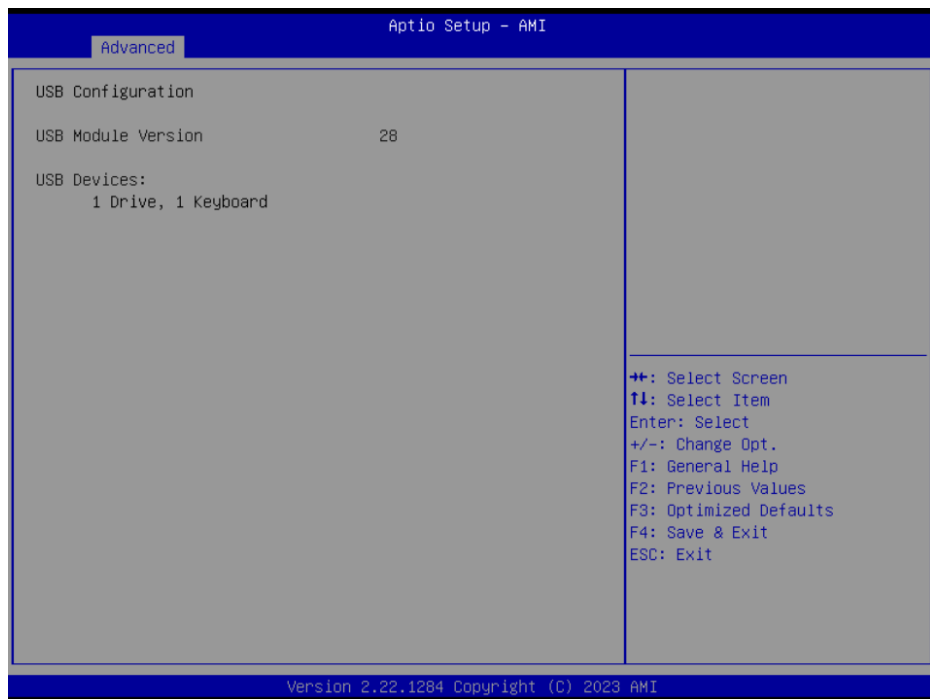 Aptio Setup – AMI
Advanced
USB Configuration
USB Module Version 28
USB Devices:
1 Drive, 1 Keyboard
→←: Select Screen
↑↓: Select Item
Enter: Select
+/-: Change Opt.
F1: General Help
F2: Previous Values
F3: Optimized Defaults
F4: Save & Exit
ESC: Exit
Version 2.22.1284 Copyright (C) 2023 AMI